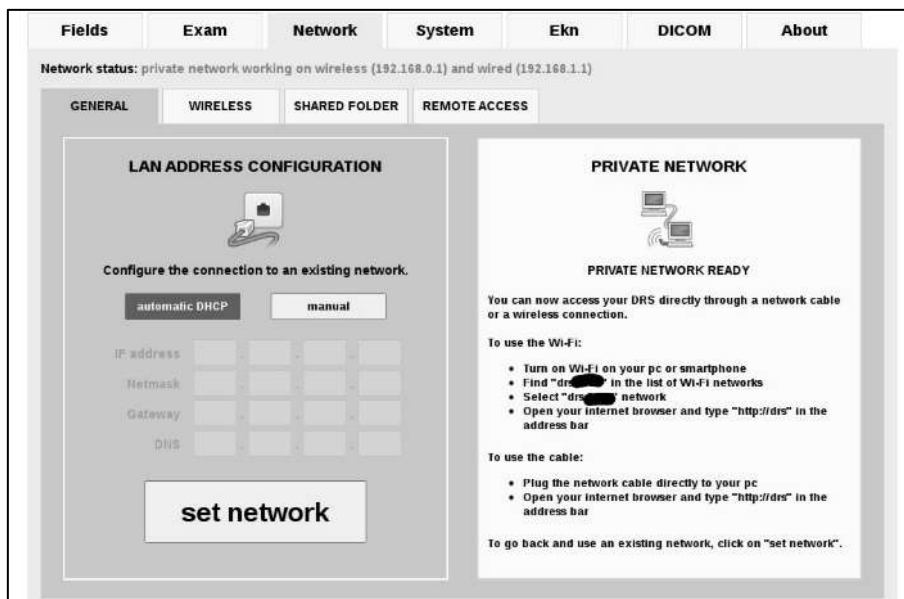 Fields Exam Network System Ekn DICOM About
Network status: private network working on wireless (192.168.0.1) and wired (192.168.1.1)
GENERAL WIRELESS SHARED FOLDER REMOTE ACCESS
LAN ADDRESS CONFIGURATION
Configure the connection to an existing network.
automatic DHCP manual
IP address
Netmask
Gateway
DNS
set network
PRIVATE NETWORK
PRIVATE NETWORK READY
You can now access your DRS directly through a network cable
or a wireless connection.
To use the Wi-Fi:
• Turn on Wi-Fi on your pc or smartphone
• Find "drs" in the list of Wi-Fi networks
• Select "drs" network
• Open your internet browser and type "http://drs" in the
address bar
To use the cable:
• Plug the network cable directly to your pc
• Open your internet browser and type "http://drs" in the
address bar
To go back and use an existing network, click on "set network".